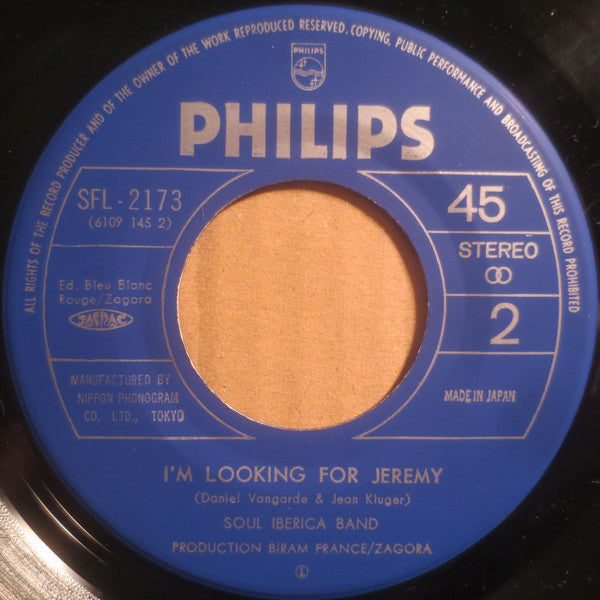 ALL RIGHTS OF THE RECORD PRODUCER AND OF THE OWNER OF THE WORK REPRODUCED RESERVED. COPYING, PUBLIC PERFORMANCE AND BROADCASTING OF THIS RECORD PROHIBITED
PHILIPS
PHILIPS
SFL-2173
(6109 145 2)
45
STEREO
Ed. Bleu Blanc
Rouge/Zagora
JASRAC
2
MANUFACTURED BY
NIPPON PHONOGRAM
CO. LTD., TOKYO
MADE IN JAPAN
I'M LOOKING FOR JEREMY
(Daniel Vangarde & Jean Kluger)
SOUL IBERICA BAND
PRODUCTION BIRAM FRANCE/ZAGORA
①